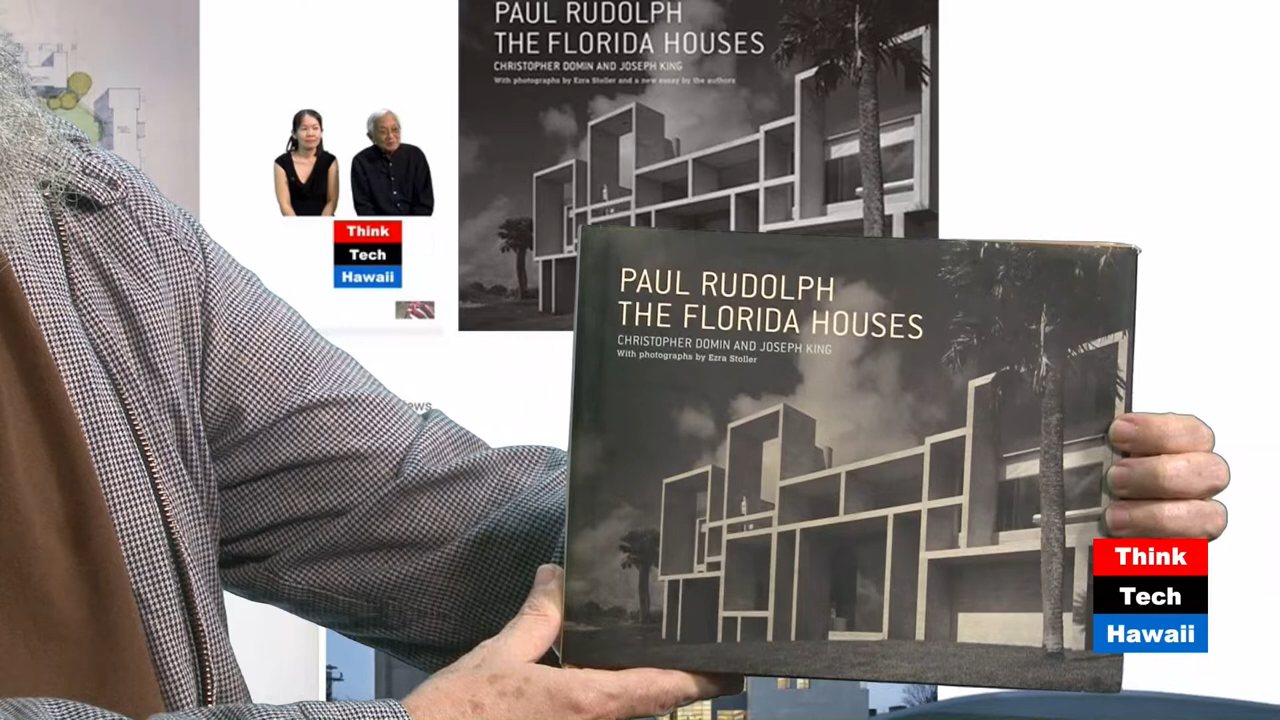 PAUL RUDOLPH
THE FLORIDA HOUSES
CHRISTOPHER DOMIN AND JOSEPH KING
With photographs by Ezra Stoller and a new essay by the authors
Think
Tech
Hawaii
PAUL RUDOLPH
THE FLORIDA HOUSES
CHRISTOPHER DOMIN AND JOSEPH KING
With photographs by Ezra Stoller
Think
Tech
Hawaii